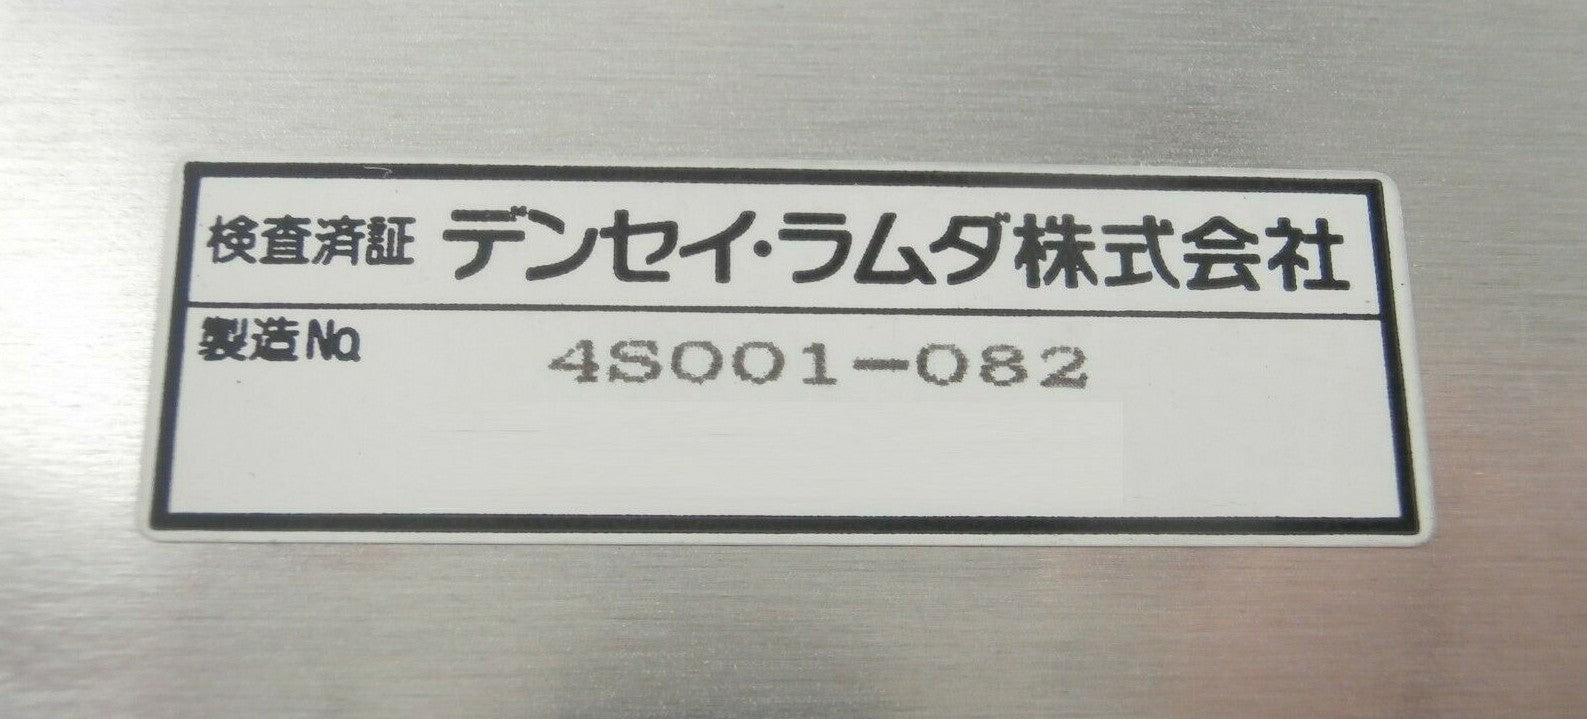 検査済証 デンセイ・ラムダ株式会社
製造No. 4S001-082